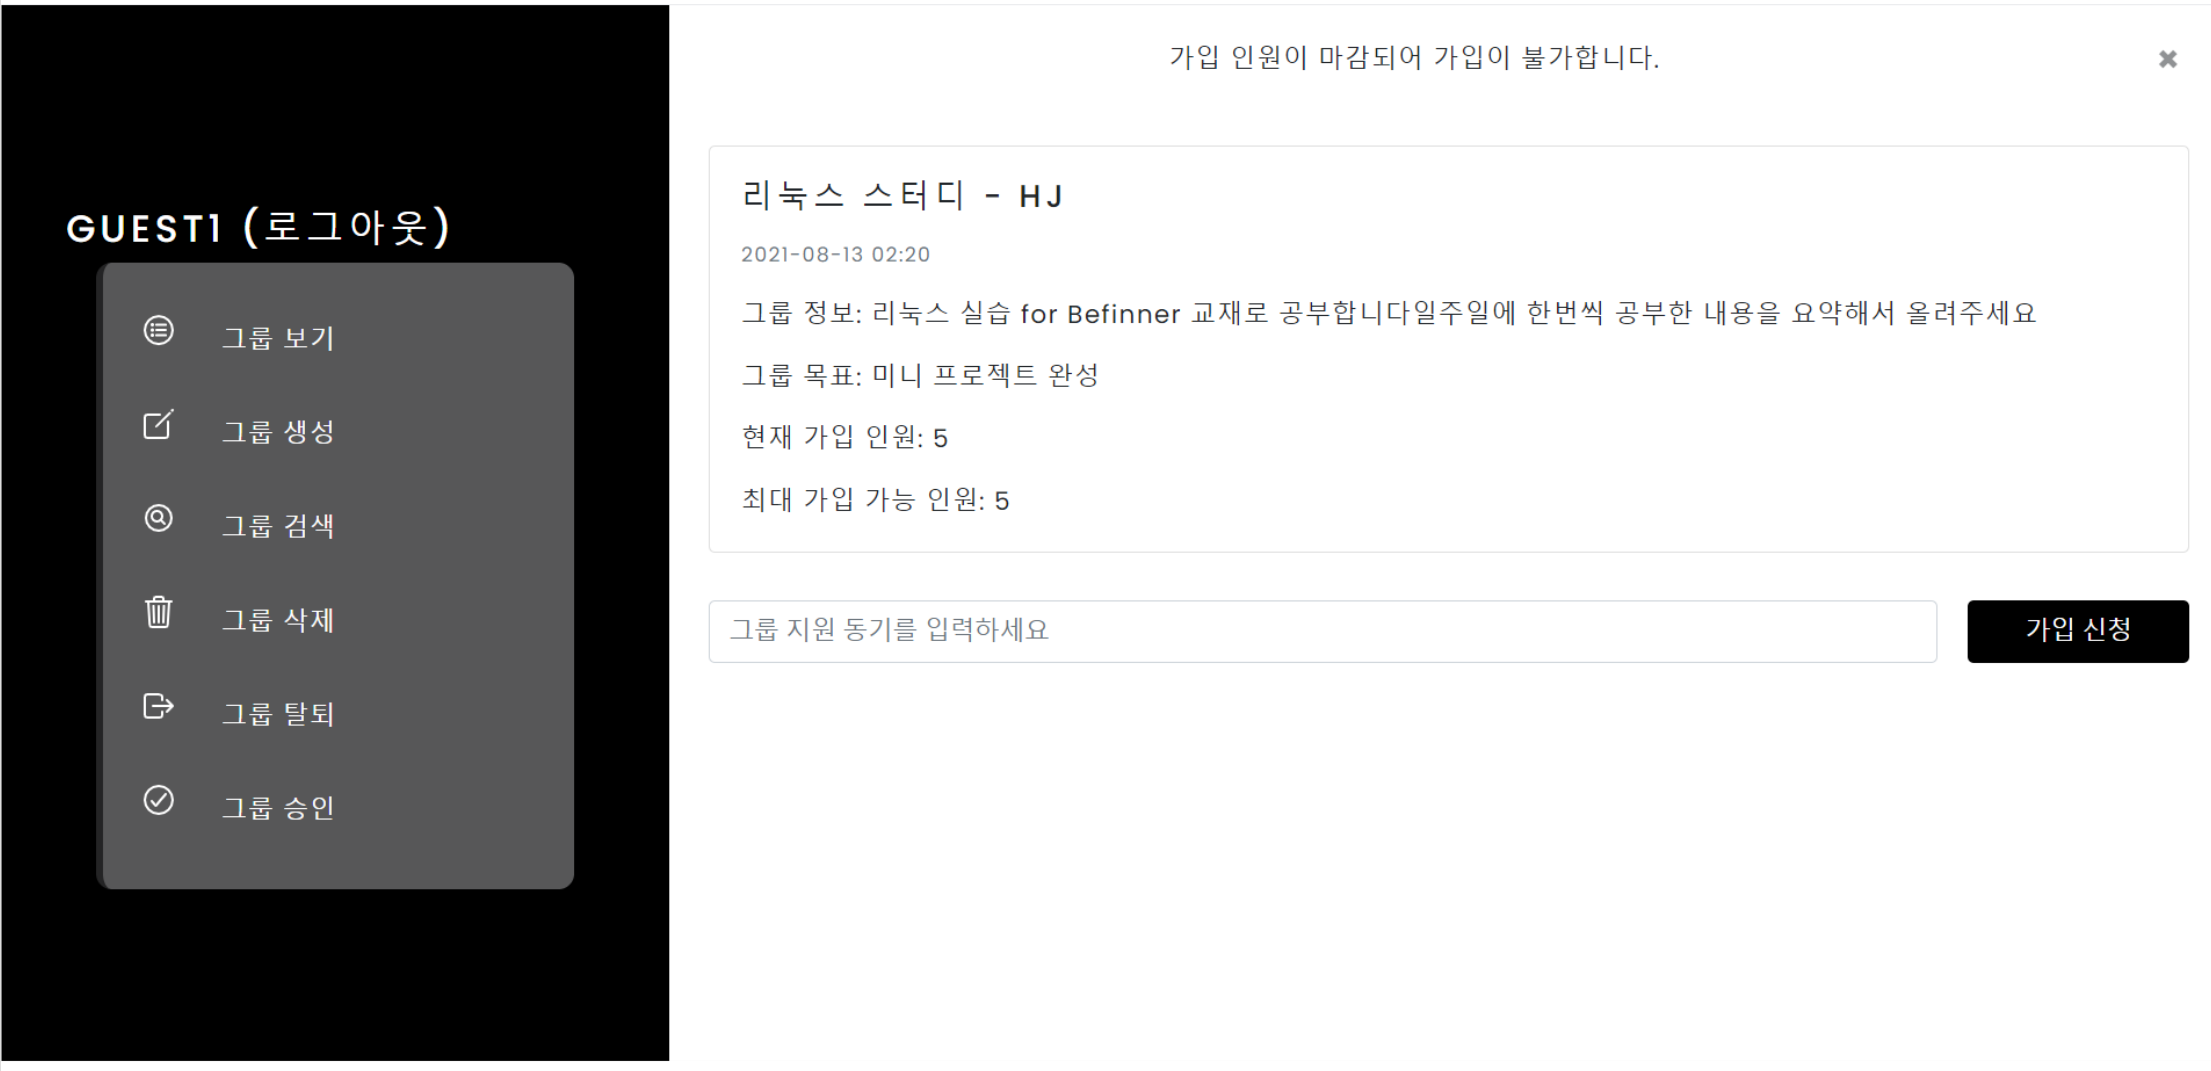 가입 인원이 마감되어 가입이 불가합니다.
GUEST1 (로그아웃)
그룹 보기
그룹 생성
그룹 검색
그룹 삭제
그룹 탈퇴
그룹 승인
리눅스 스터디 - HJ
2021-08-13 02:20
그룹 정보: 리눅스 실습 for Befinner 교재로 공부합니다일주일에 한번씩 공부한 내용을 요약해서 올려주세요
그룹 목표: 미니 프로젝트 완성
현재 가입 인원: 5
최대 가입 가능 인원: 5
그룹 지원 동기를 입력하세요
가입 신청